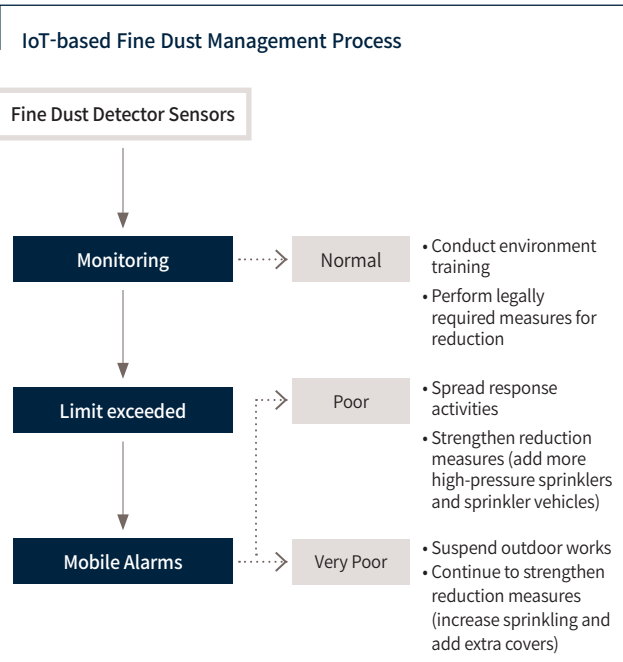 IoT-based Fine Dust Management Process
Fine Dust Detector Sensors
Monitoring
Normal
• Conduct environment
training
• Perform legally
required measures for
reduction
Limit exceeded
Poor
• Spread response
activities
• Strengthen reduction
measures (add more
high-pressure sprinklers
and sprinkler vehicles)
Mobile Alarms
Very Poor
• Suspend outdoor works
• Continue to strengthen
reduction measures
(increase sprinkling and
add extra covers)